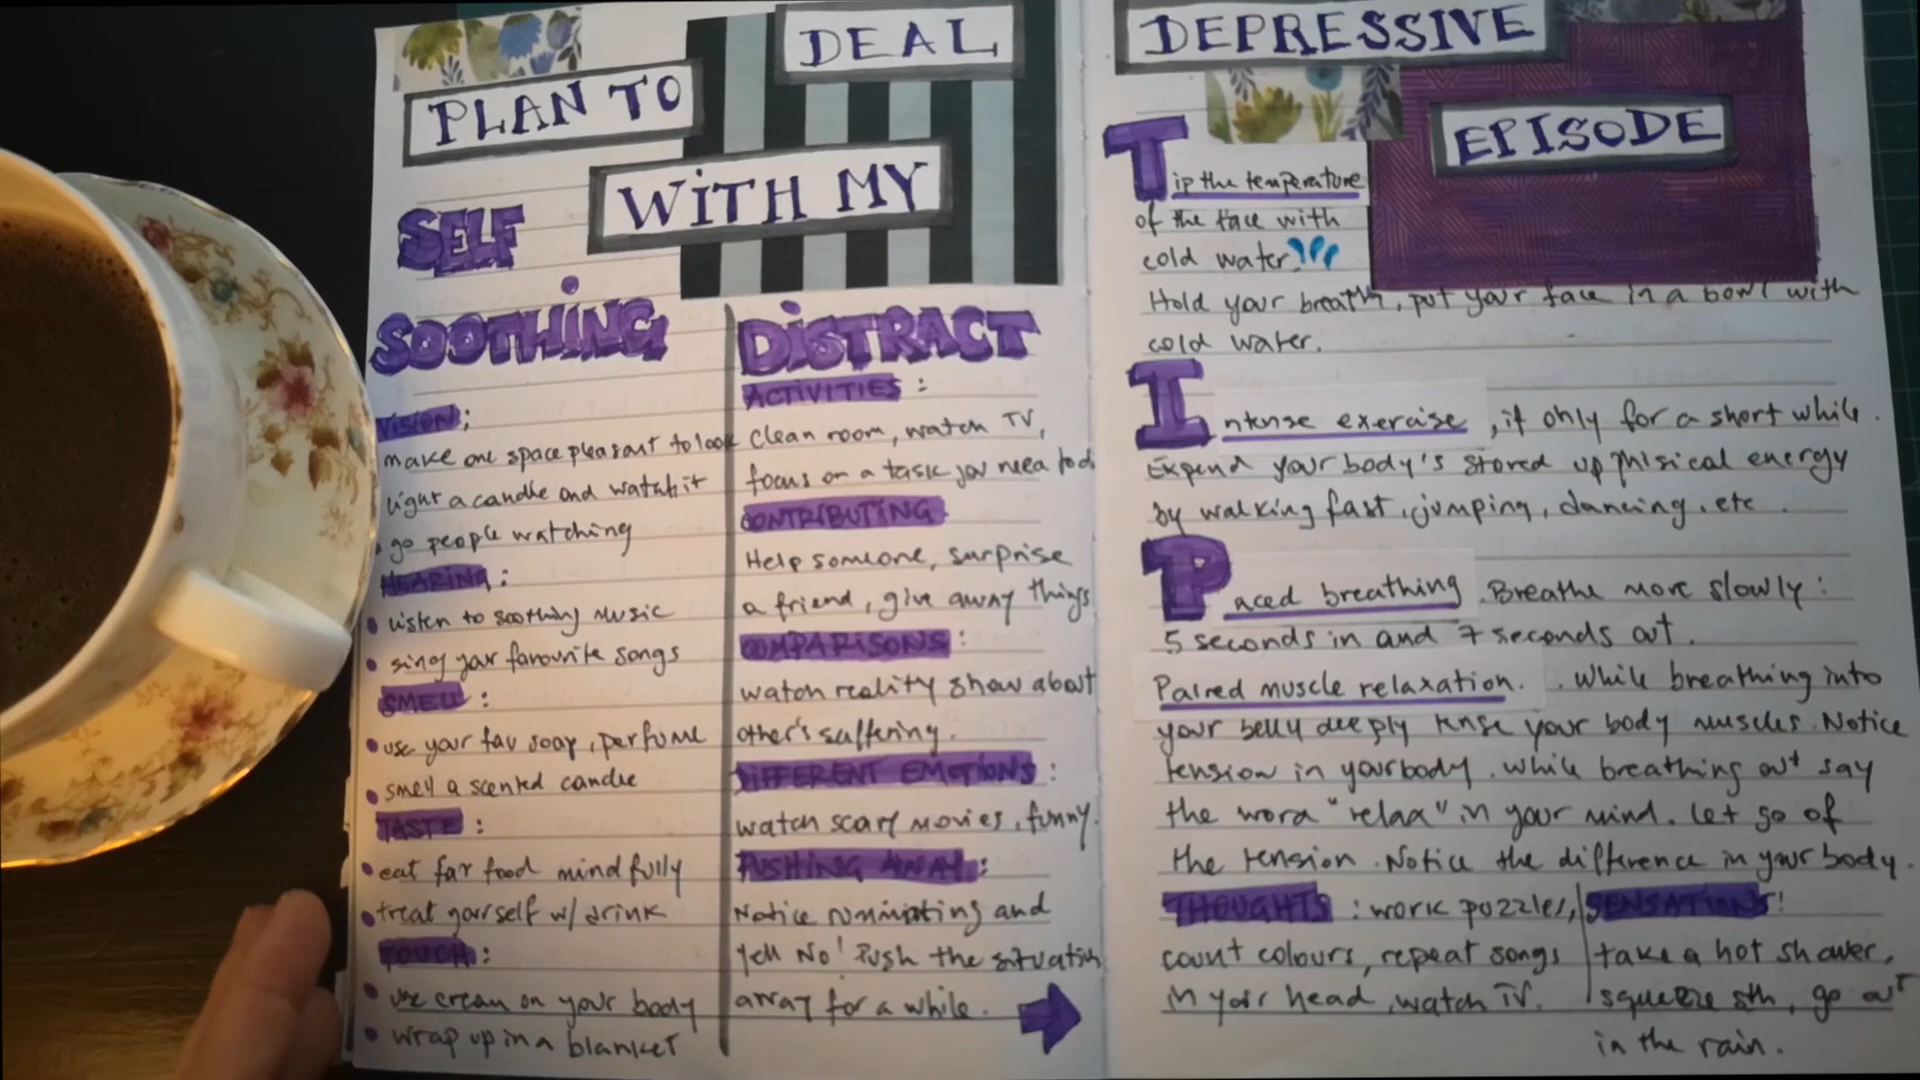 PLAN TO
DEAL
WiTH MY
DEPRESSIVE
EPISODE
SELF
SOOTHING
VISION;
make one space pleasant to look
light a candle and watch it
go people watching
HEARING:
listen to soothing music
sing your favourite songs
SMELL:
use your fav soap, perfume
smell a scented candle
TASTE:
eat fav food mindfully
treat yourself w/ drink
TOUCH:
use cream on your body
wrap up in a blanket
DISTRACT
ACTIVITIES:
Clean room, watch TV,
focus on a task you need to do
CONTRIBUTING
Help someone, surprise
a friend, give away things
COMPARISONS:
watch reality show about
other's suffering.
DIFFERENT EMOTIONS:
watch scary movies, funny.
PUSHING AWAY:
Notice ruminating and
yell No! Push the situation
away for a while.
Tip the temperature
of the face with
cold water.
Hold your breath, put your face in a bowl with
cold water.
Intense exercise, if only for a short while.
Expend your body's stored up phisical energy
by walking fast, jumping, dancing, etc.
Paced breathing. Breathe more slowly:
5 seconds in and 7 seconds out.
Paired muscle relaxation. While breathing into
your belly deeply tense your body muscles. Notice
tension in your body. While breathing out say
the word "relax" in your mind. Let go of
the tension. Notice the difference in your body.
THOUGHTS: work puzzles,
count colours, repeat songs
in your head, watch TV.
SENSATIONS!
take a hot shower,
squeeze sth, go out
in the rain.